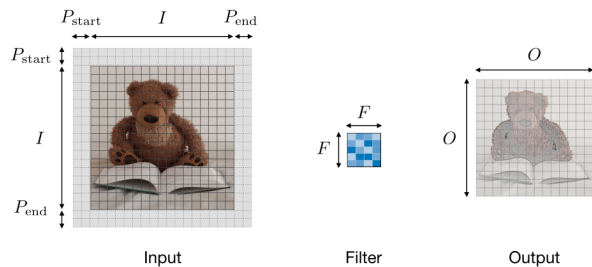 P_start I P_end
P_start
I
P_end
F
F
O
O
Input
Filter
Output